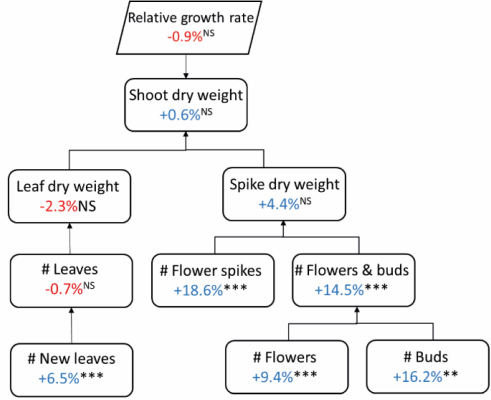 Relative growth rate
-0.9%NS
Shoot dry weight
+0.6%NS
Leaf dry weight
-2.3%NS
Spike dry weight
+4.4%NS
# Leaves
-0.7%NS
# Flower spikes
+18.6%***
# Flowers & buds
+14.5%***
# New leaves
+6.5%***
# Flowers
+9.4%***
# Buds
+16.2%**